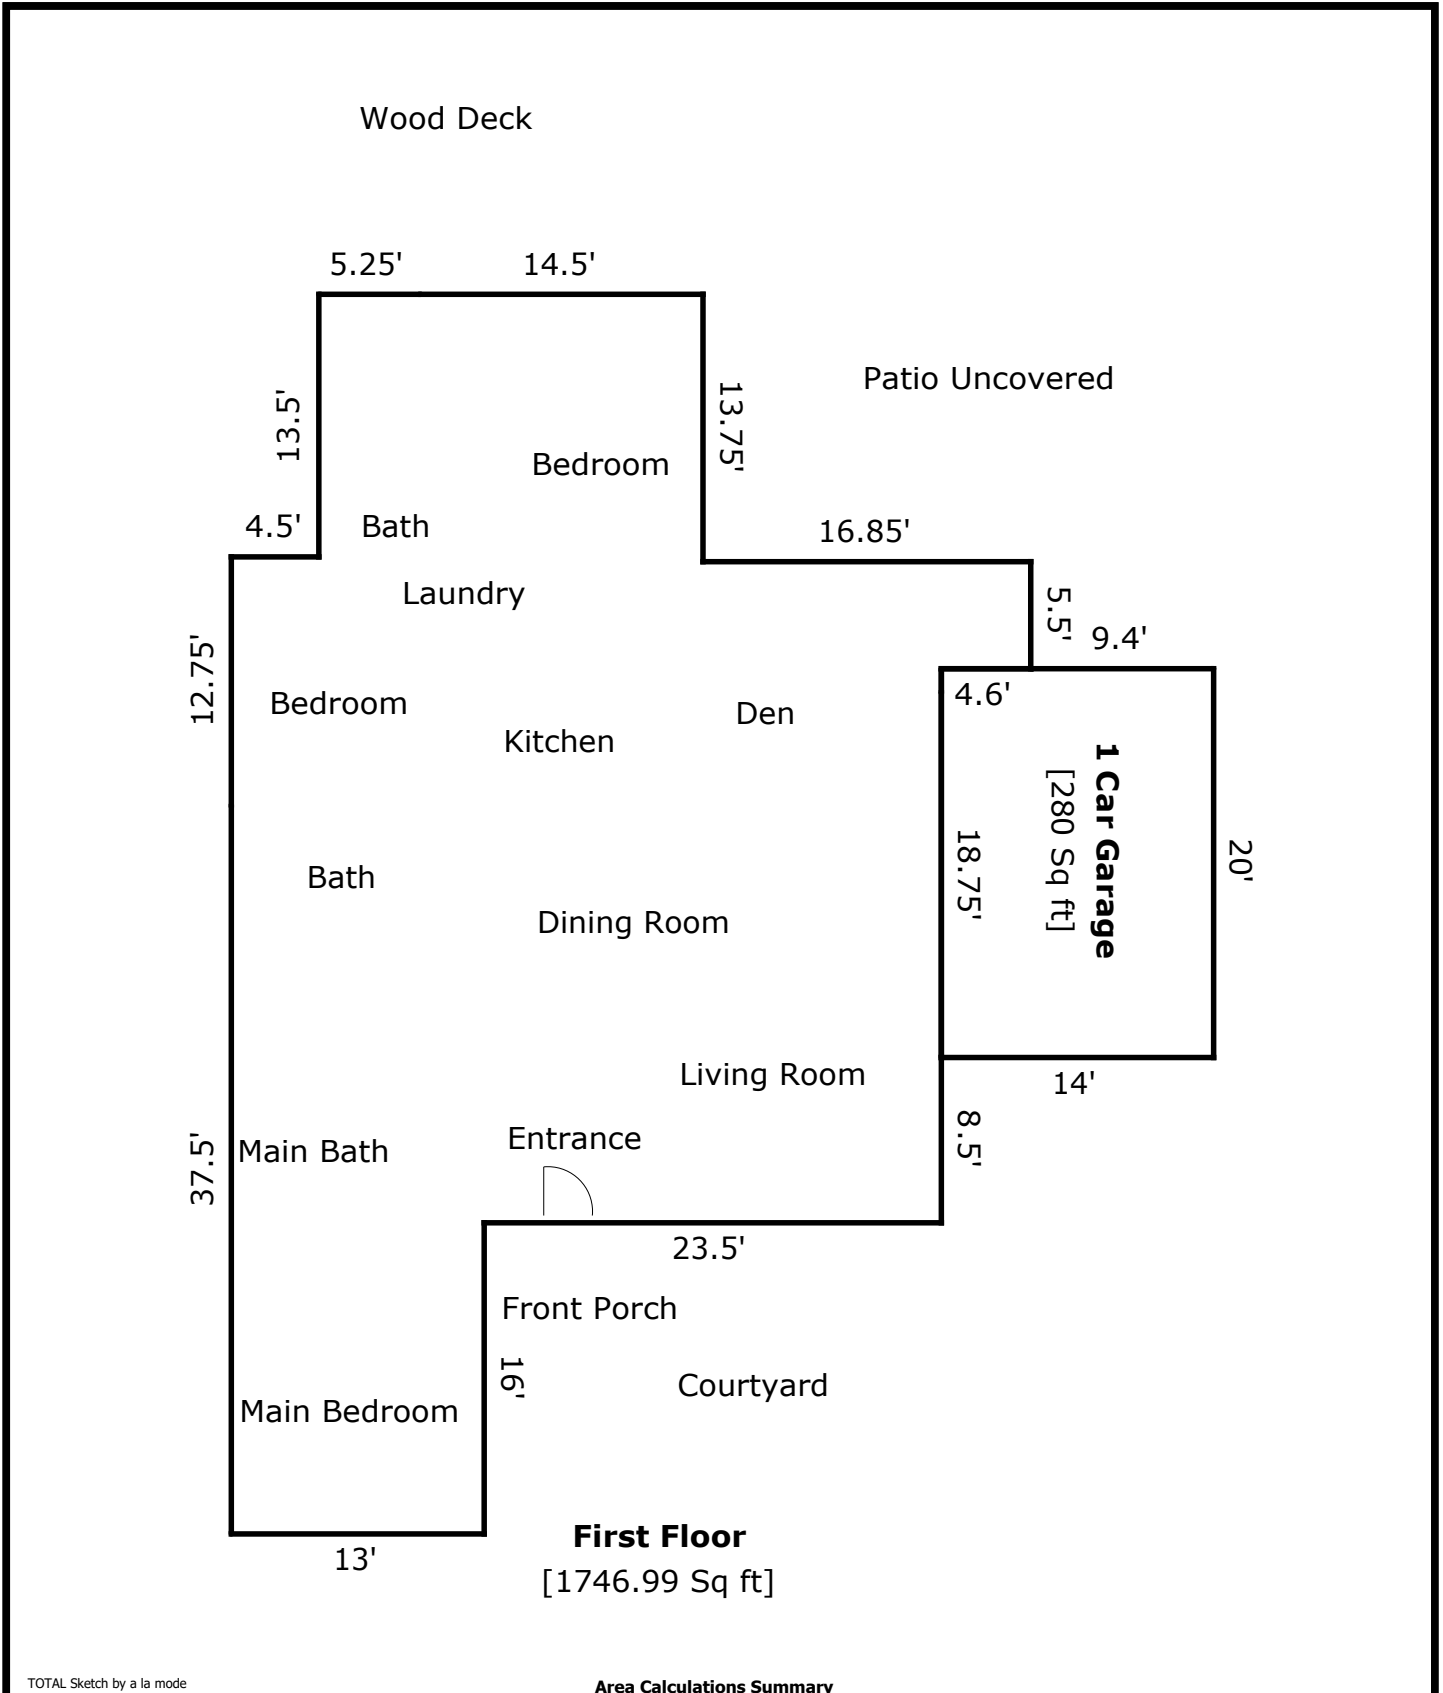 Wood Deck
5.25'
14.5'
Patio Uncovered
13.5'
13.75'
Bedroom
4.5'
Bath
16.85'
Laundry
5.5'
9.4'
12.75'
4.6'
Bedroom
Den
Kitchen
1 Car Garage
[280 Sq ft]
18.75'
20'
Bath
Dining Room
Living Room
14'
8.5'
Entrance
Main Bath
37.5'
23.5'
Front Porch
16'
Courtyard
Main Bedroom
First Floor
13'
[1746.99 Sq ft]
TOTAL Sketch by a la mode
Area Calculations Summary